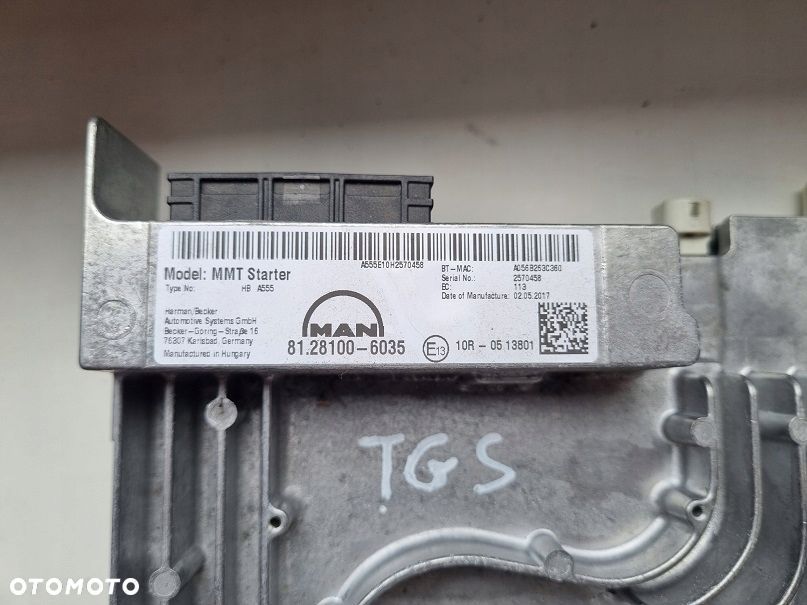 A555E10H2570458
Model: MMT Starter
Type No: HB A555
BT-MAC: A056B263C360
Serial No.: 2570458
EC: 113
Date of Manufacture: 02.05.2017
Harman/Becker
Automotive Systems GmbH
Becker-Göring-Straße 16
76307 Karlsbad, Germany
Manufactured in Hungary
MAN
81.28100-6035
E13 10R - 05 13801
TGS
OTOMOTO